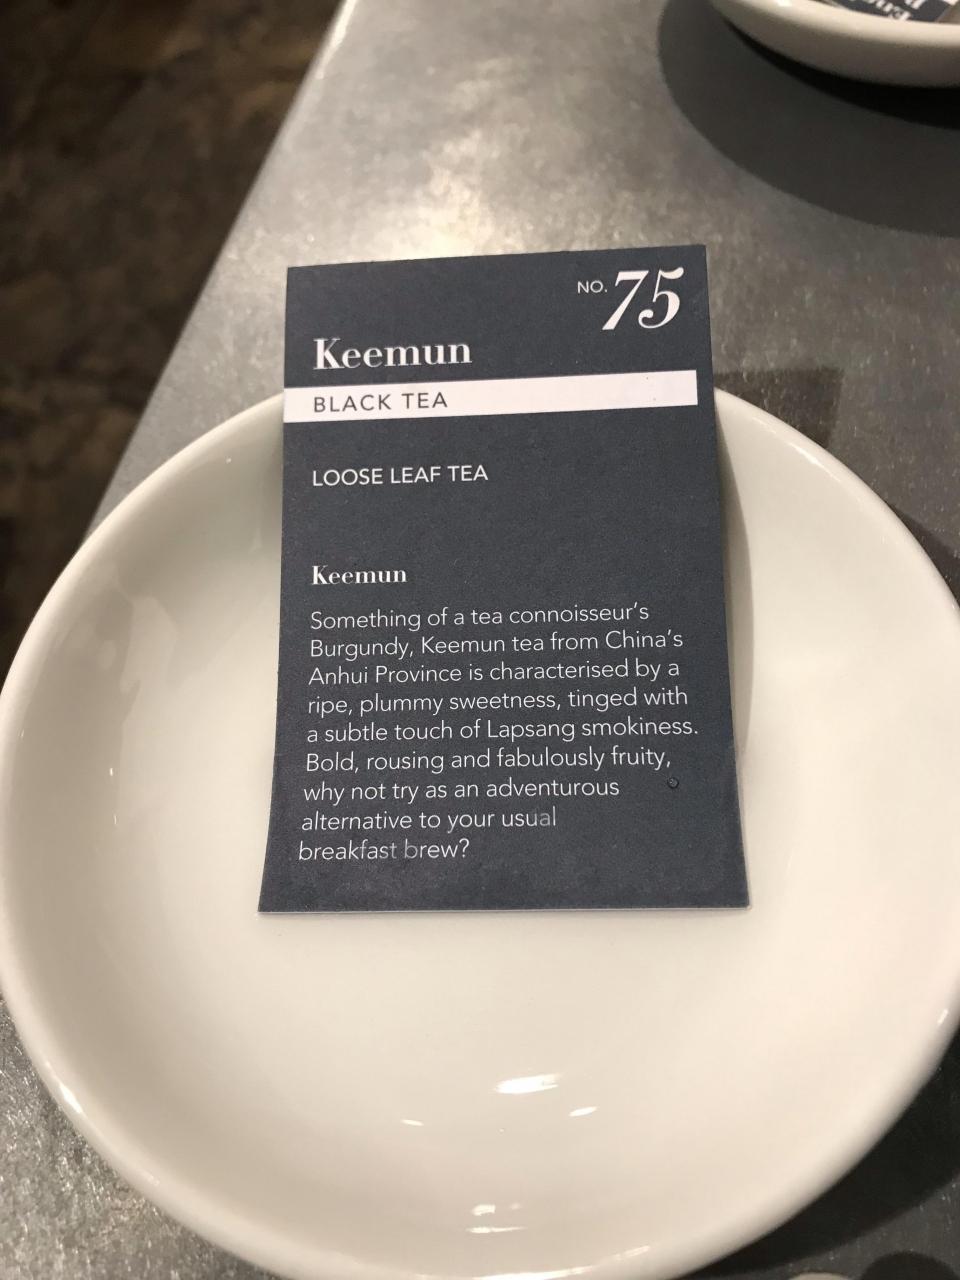 NO. 75
Keemun
BLACK TEA
LOOSE LEAF TEA
Keemun
Something of a tea connoisseur's
Burgundy, Keemun tea from China's
Anhui Province is characterised by a
ripe, plummy sweetness, tinged with
a subtle touch of Lapsang smokiness.
Bold, rousing and fabulously fruity,
why not try as an adventurous
alternative to your usual
breakfast brew?